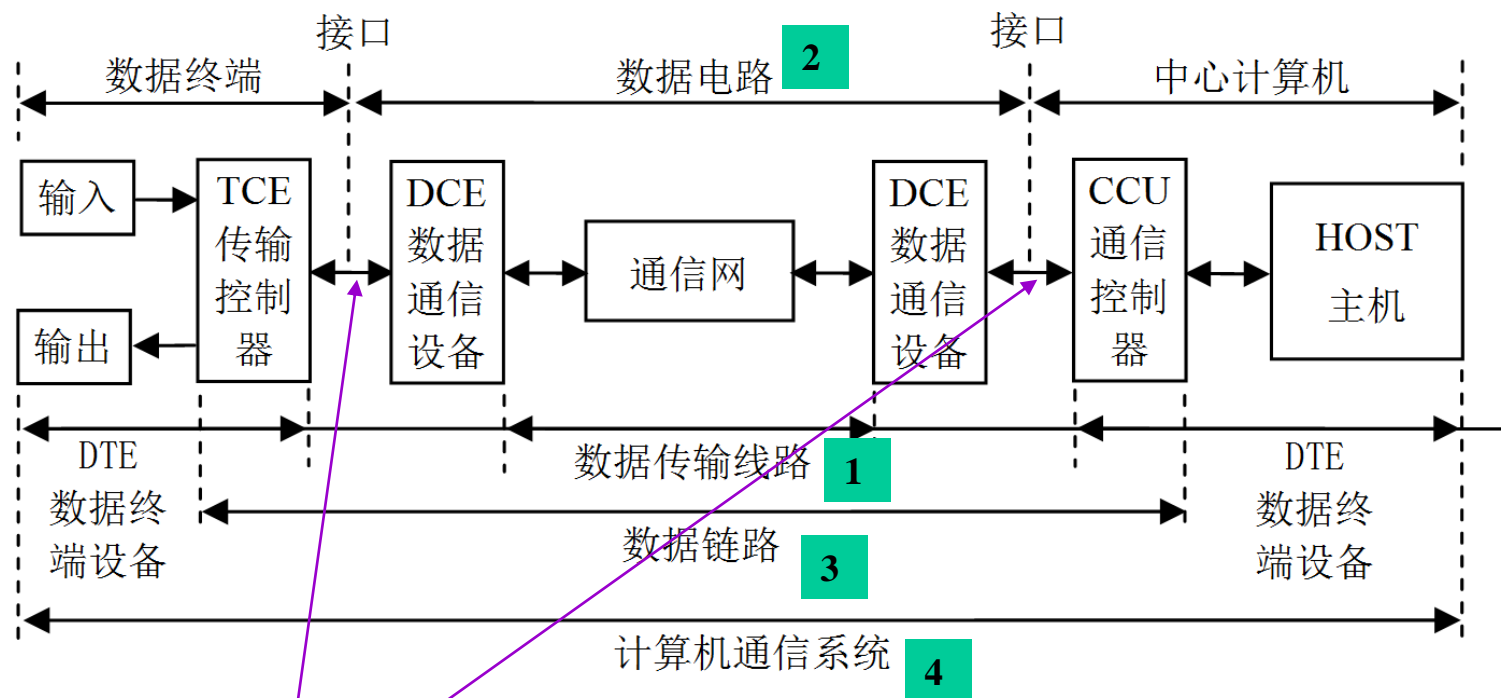 接口
接口
数据终端
数据电路 2
中心计算机
输入
输出
TCE
传输
控制
器
DCE
数据
通信
设备
通信网
DCE
数据
通信
设备
CCU
通信
控制
器
HOST
主机
DTE
数据终
端设备
数据传输线路 1
DTE
数据终
端设备
数据链路 3
计算机通信系统 4